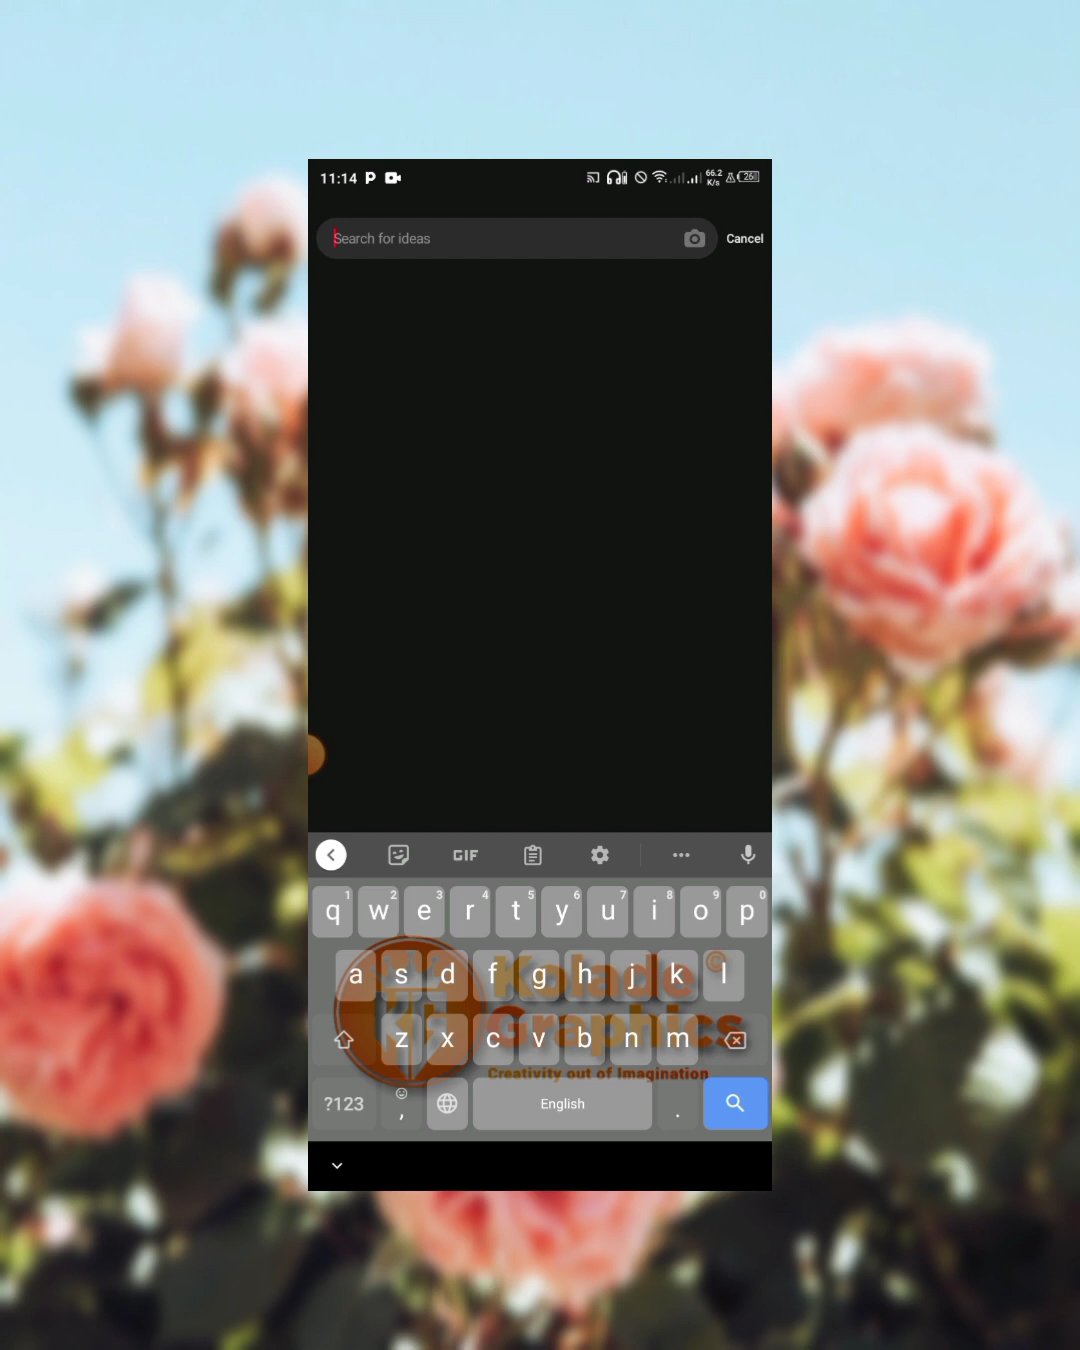 11:14 P 66.2 K/s 26
Search for ideas Cancel
GIF
1 2 3 4 5 6 7 8 9 0
q w e r t y u i o p
a s d f g h j k l
Kolade
z x c v b n m
Graphics
Creativity out of Imagination
?123 , English .